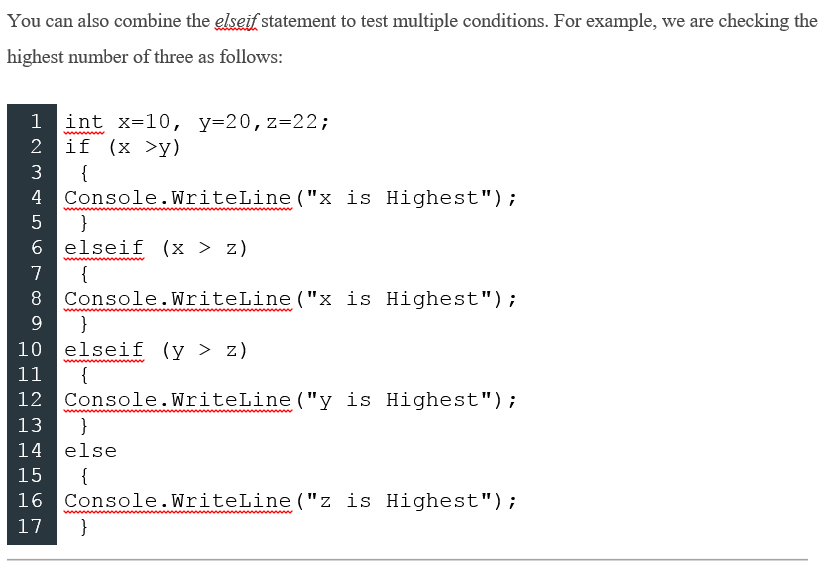 You can also combine the elseif statement to test multiple conditions. For example, we are checking the
highest number of three as follows:
1 int x=10, y=20,z=22;
2 if (x >y)
3 {
4 Console.WriteLine("x is Highest");
5 }
6 elseif (x > z)
7 {
8 Console.WriteLine("x is Highest");
9 }
10 elseif (y > z)
11 {
12 Console.WriteLine("y is Highest");
13 }
14 else
15 {
16 Console.WriteLine("z is Highest");
17 }